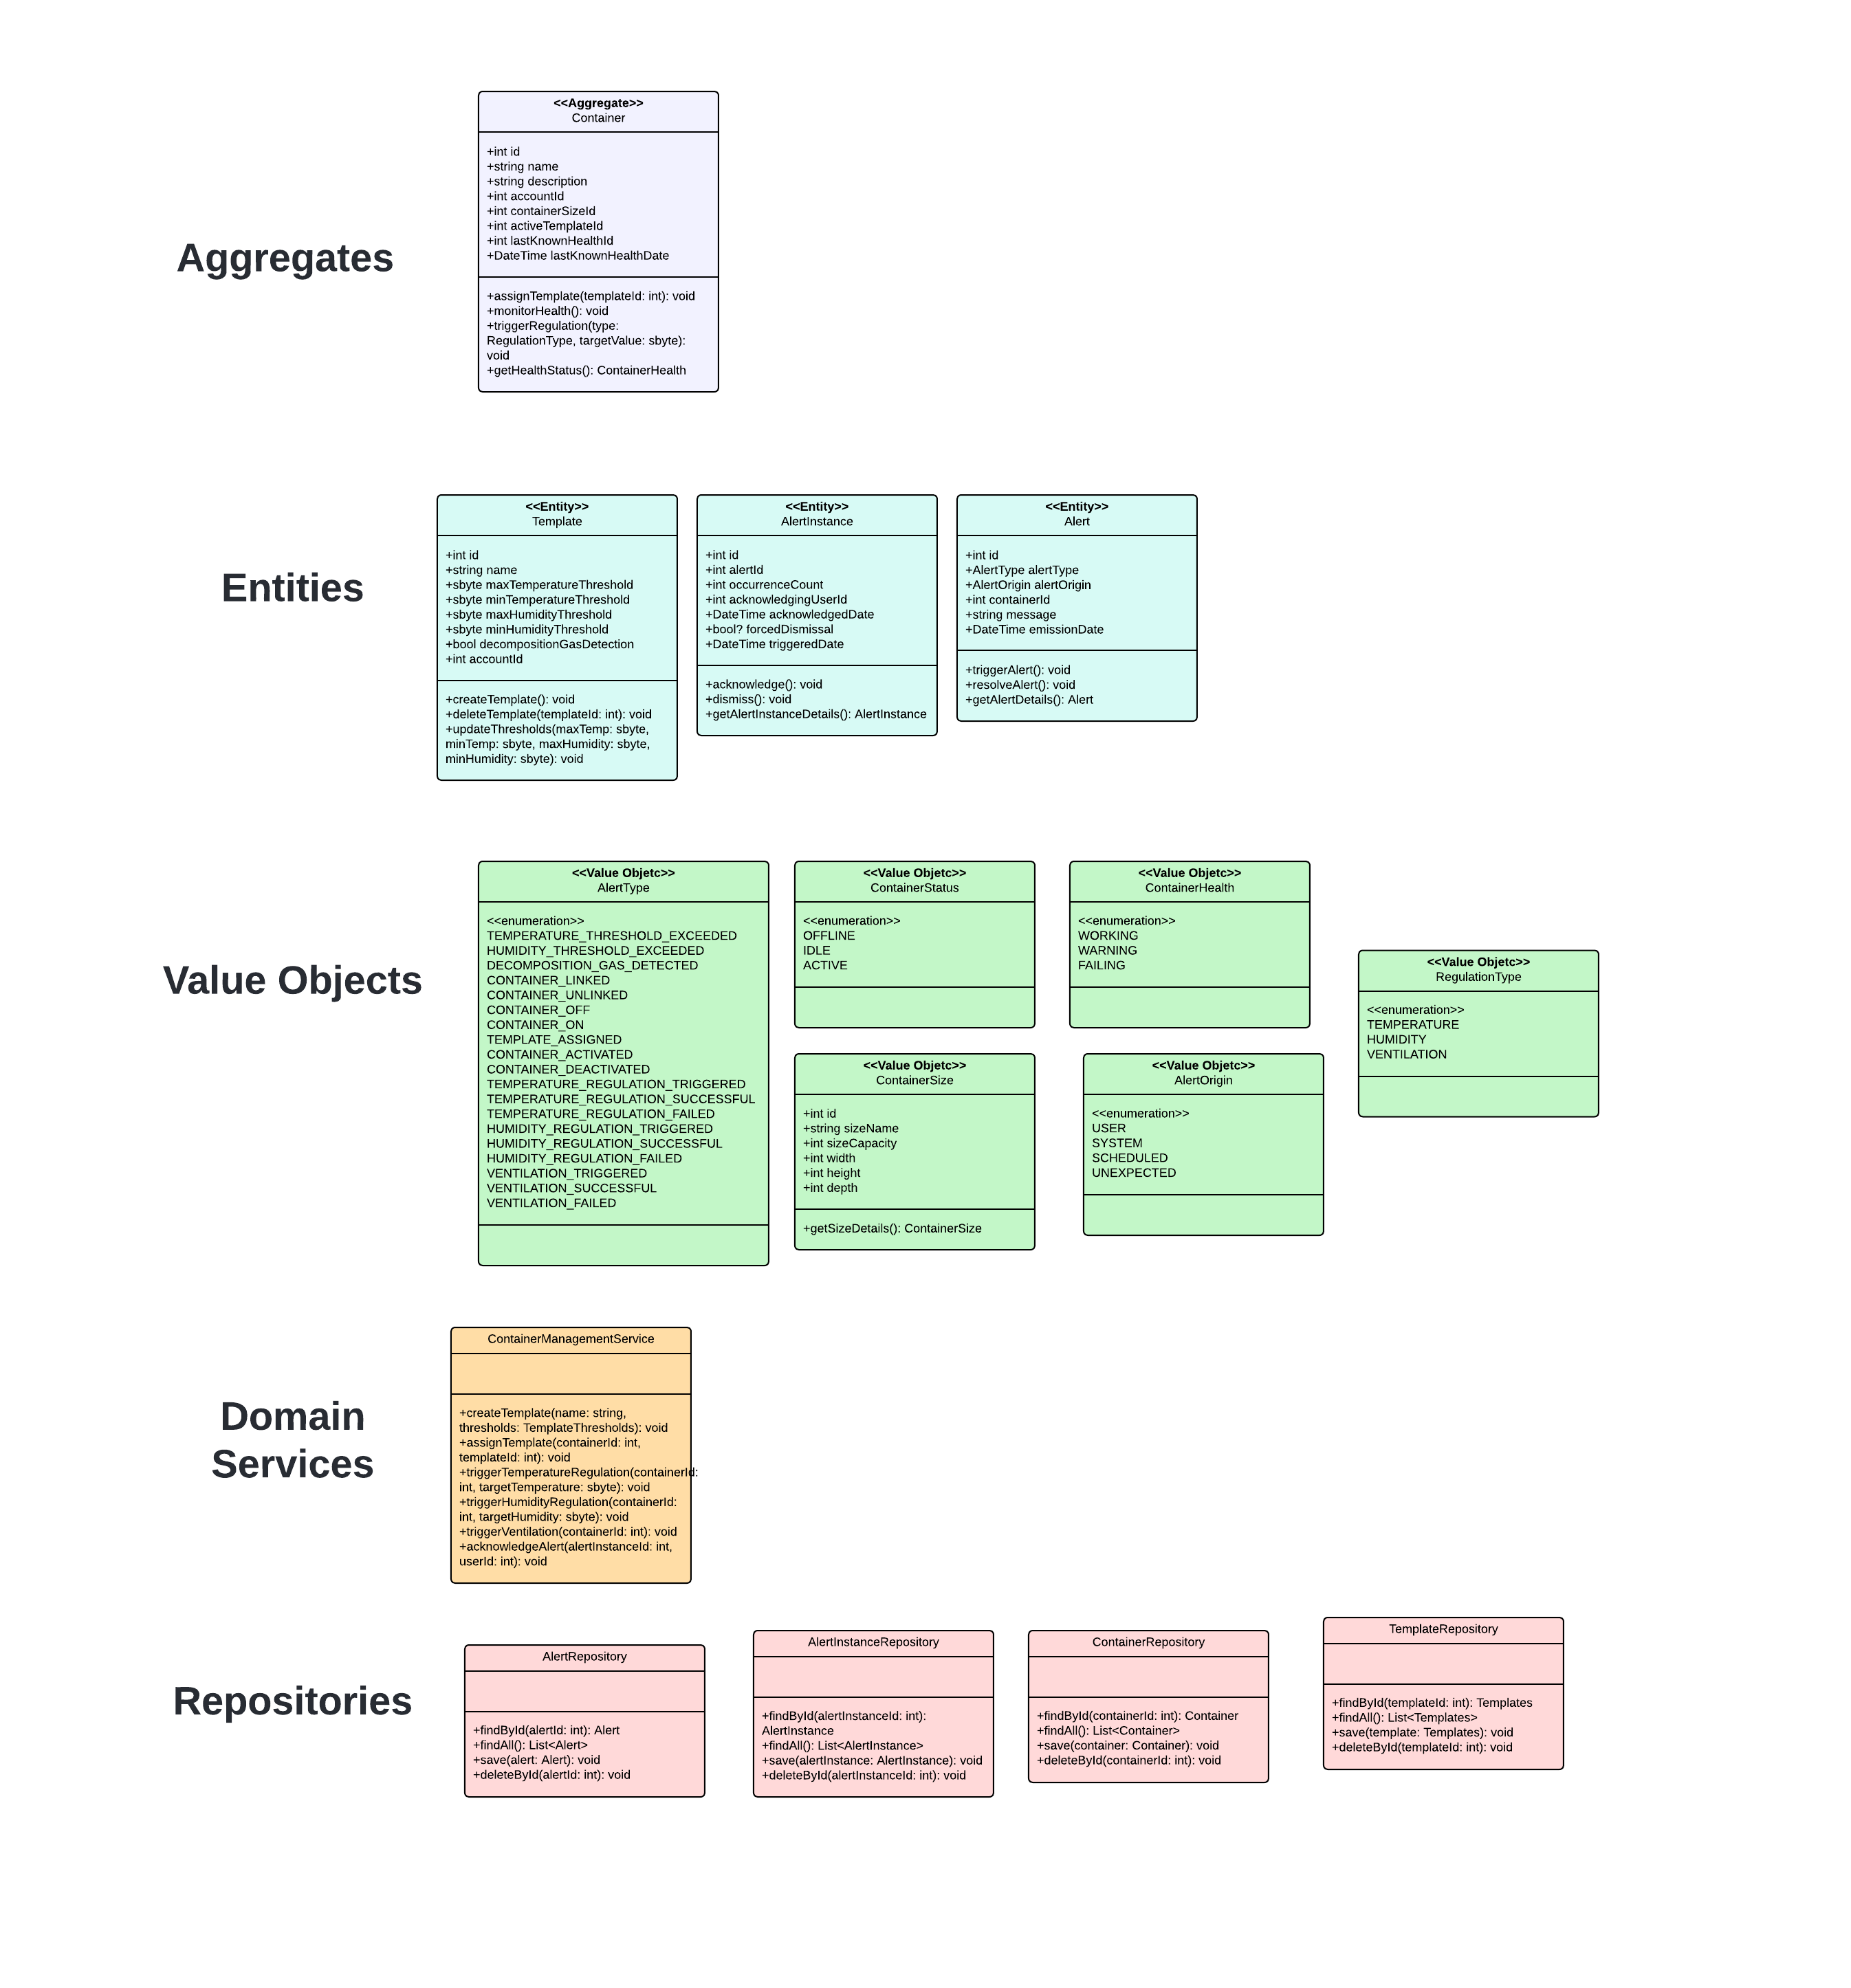 Aggregates
<<Aggregate>>
Container
+int id
+string name
+string description
+int accountId
+int containerSizeId
+int activeTemplateId
+int lastKnownHealthId
+DateTime lastKnownHealthDate
+assignTemplate(templateId: int): void
+monitorHealth(): void
+triggerRegulation(type:
RegulationType, targetValue: sbyte):
void
+getHealthStatus(): ContainerHealth
Entities
<<Entity>>
Template
+int id
+string name
+sbyte maxTemperatureThreshold
+sbyte minTemperatureThreshold
+sbyte maxHumidityThreshold
+sbyte minHumidityThreshold
+bool decompositionGasDetection
+int accountId
+createTemplate(): void
+deleteTemplate(templateId: int): void
+updateThresholds(maxTemp: sbyte,
minTemp: sbyte, maxHumidity: sbyte,
minHumidity: sbyte): void
<<Entity>>
AlertInstance
+int id
+int alertId
+int occurrenceCount
+int acknowledgingUserId
+DateTime acknowledgedDate
+bool? forcedDismissal
+DateTime triggeredDate
+acknowledge(): void
+dismiss(): void
+getAlertInstanceDetails(): AlertInstance
<<Entity>>
Alert
+int id
+AlertType alertType
+AlertOrigin alertOrigin
+int containerId
+string message
+DateTime emissionDate
+triggerAlert(): void
+resolveAlert(): void
+getAlertDetails(): Alert
Value Objects
<<Value Objetc>>
AlertType
<<enumeration>>
TEMPERATURE_THRESHOLD_EXCEEDED
HUMIDITY_THRESHOLD_EXCEEDED
DECOMPOSITION_GAS_DETECTED
CONTAINER_LINKED
CONTAINER_UNLINKED
CONTAINER_OFF
CONTAINER_ON
TEMPLATE_ASSIGNED
CONTAINER_ACTIVATED
CONTAINER_DEACTIVATED
TEMPERATURE_REGULATION_TRIGGERED
TEMPERATURE_REGULATION_SUCCESSFUL
TEMPERATURE_REGULATION_FAILED
HUMIDITY_REGULATION_TRIGGERED
HUMIDITY_REGULATION_SUCCESSFUL
HUMIDITY_REGULATION_FAILED
VENTILATION_TRIGGERED
VENTILATION_SUCCESSFUL
VENTILATION_FAILED
<<Value Objetc>>
ContainerStatus
<<enumeration>>
OFFLINE
IDLE
ACTIVE
<<Value Objetc>>
ContainerHealth
<<enumeration>>
WORKING
WARNING
FAILING
<<Value Objetc>>
RegulationType
<<enumeration>>
TEMPERATURE
HUMIDITY
VENTILATION
<<Value Objetc>>
ContainerSize
+int id
+string sizeName
+int sizeCapacity
+int width
+int height
+int depth
+getSizeDetails(): ContainerSize
<<Value Objetc>>
AlertOrigin
<<enumeration>>
USER
SYSTEM
SCHEDULED
UNEXPECTED
Domain
Services
ContainerManagementService
+createTemplate(name: string,
thresholds: TemplateThresholds): void
+assignTemplate(containerId: int,
templateId: int): void
+triggerTemperatureRegulation(containerId:
int, targetTemperature: sbyte): void
+triggerHumidityRegulation(containerId:
int, targetHumidity: sbyte): void
+triggerVentilation(containerId: int): void
+acknowledgeAlert(alertInstanceId: int,
userId: int): void
Repositories
AlertRepository
+findById(alertId: int): Alert
+findAll(): List<Alert>
+save(alert: Alert): void
+deleteById(alertId: int): void
AlertInstanceRepository
+findById(alertInstanceId: int):
AlertInstance
+findAll(): List<AlertInstance>
+save(alertInstance: AlertInstance): void
+deleteById(alertInstanceId: int): void
ContainerRepository
+findById(containerId: int): Container
+findAll(): List<Container>
+save(container: Container): void
+deleteById(containerId: int): void
TemplateRepository
+findById(templateId: int): Templates
+findAll(): List<Templates>
+save(template: Templates): void
+deleteById(templateId: int): void